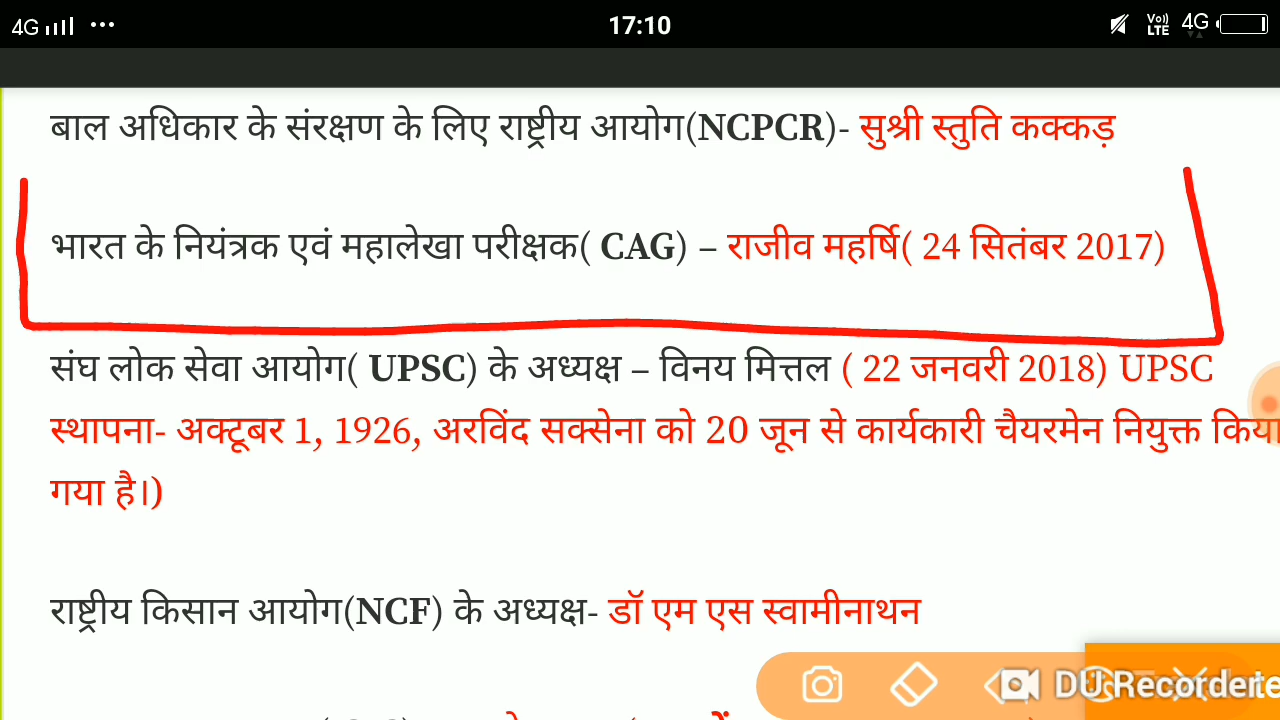 4G 17:10 Vo)) LTE 4G
बाल अधिकार के संरक्षण के लिए राष्ट्रीय आयोग(NCPCR)- सुश्री स्तुति कक्कड़
भारत के नियंत्रक एवं महालेखा परीक्षक( CAG) – राजीव महर्षि( 24 सितंबर 2017)
संघ लोक सेवा आयोग( UPSC) के अध्यक्ष – विनय मित्तल ( 22 जनवरी 2018) UPSC
स्थापना- अक्टूबर 1, 1926, अरविंद सक्सेना को 20 जून से कार्यकारी चैयरमेन नियुक्त किया
गया है।)
राष्ट्रीय किसान आयोग(NCF) के अध्यक्ष- डॉ एम एस स्वामीनाथन
DU Recorder